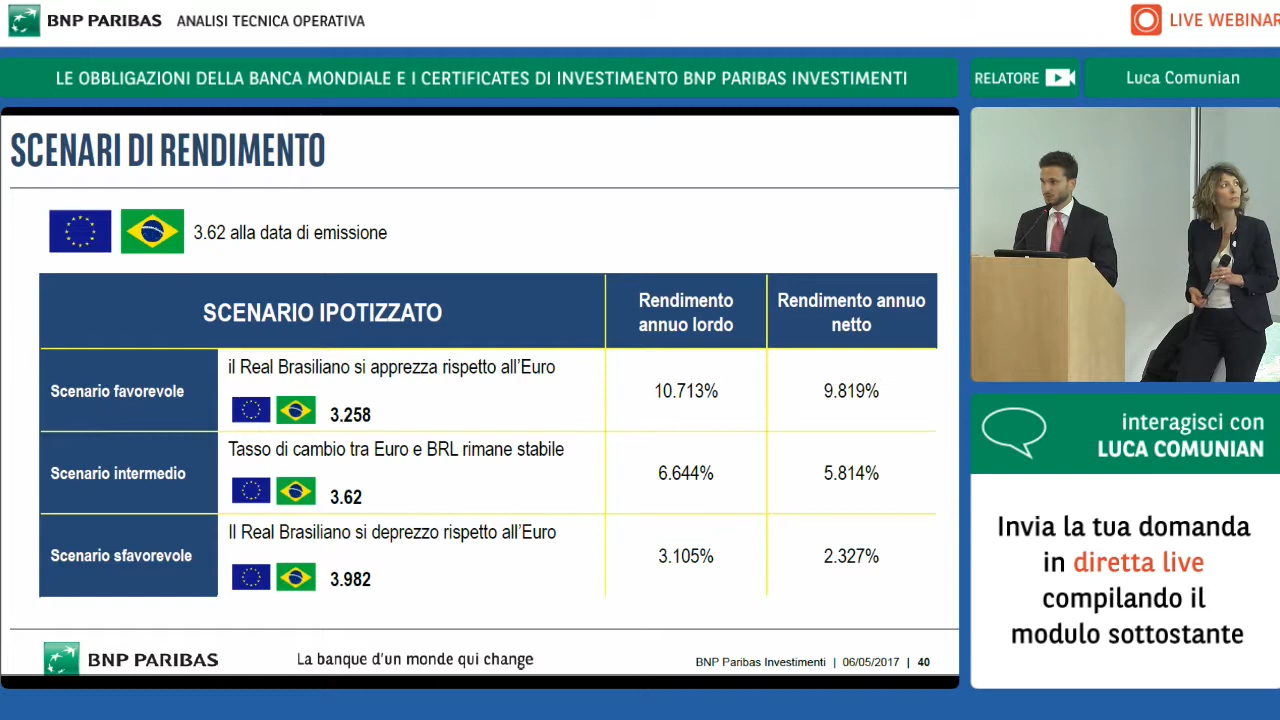 BNP PARIBAS ANALISI TECNICA OPERATIVA
LIVE WEBINAR
LE OBBLIGAZIONI DELLA BANCA MONDIALE E I CERTIFICATES DI INVESTIMENTO BNP PARIBAS INVESTIMENTI
RELATORE
Luca Comunian
SCENARI DI RENDIMENTO
3.62 alla data di emissione
SCENARIO IPOTIZZATO
Rendimento
annuo lordo
Rendimento annuo
netto
Scenario favorevole
il Real Brasiliano si apprezza rispetto all'Euro
3.258
10.713%
9.819%
Scenario intermedio
Tasso di cambio tra Euro e BRL rimane stabile
3.62
6.644%
5.814%
Scenario sfavorevole
Il Real Brasiliano si deprezzo rispetto all'Euro
3.982
3.105%
2.327%
BNP PARIBAS
La banque d'un monde qui change
BNP Paribas Investimenti | 06/05/2017 | 40
interagisci con
LUCA COMUNIAN
Invia la tua domanda
in diretta live
compilando il
modulo sottostante